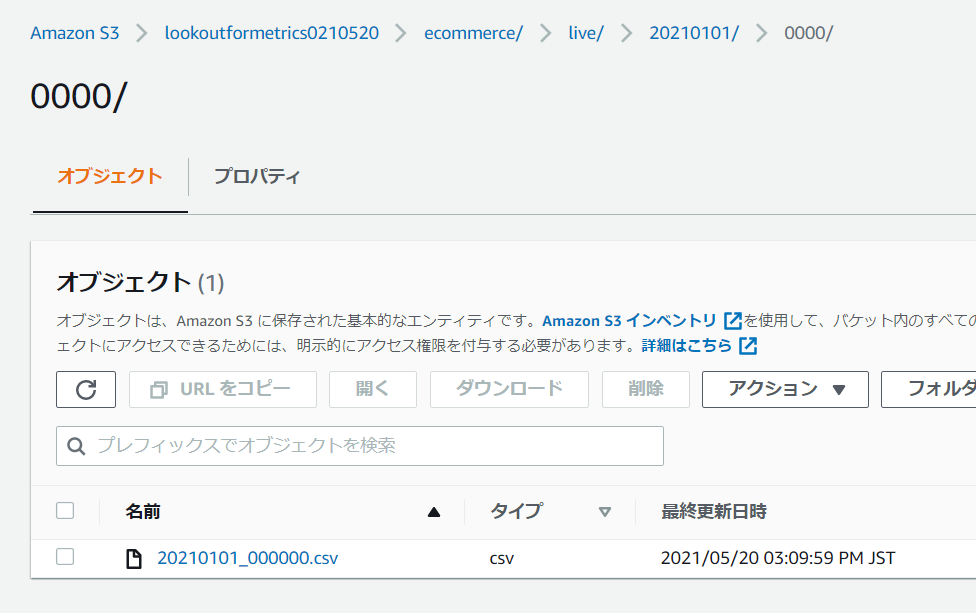 Amazon S3 > lookoutformetrics0210520 > ecommerce/ > live/ > 20210101/ > 0000/
0000/
オブジェクト プロパティ
オブジェクト (1)
オブジェクトは、Amazon S3 に保存された基本的なエンティティです。Amazon S3 インベントリ を使用して、バケット内のすべての
ェクトにアクセスできるためには、明示的にアクセス権限を付与する必要があります。詳細はこちら
URL をコピー 開く ダウンロード 削除 アクション ▼ フォルダ
プレフィックスでオブジェクトを検索
名前 ▲ タイプ ▽ 最終更新日時
20210101_000000.csv csv 2021/05/20 03:09:59 PM JST